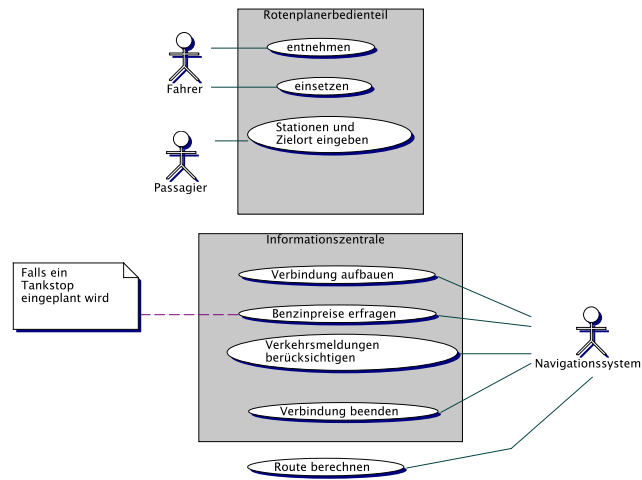 Rotenplanerbedienteil
entnehmen
Fahrer
einsetzen
Stationen und
Zielort eingeben
Passagier
Informationszentrale
Falls ein
Tankstop
eingeplant wird
Verbindung aufbauen
Benzinpreise erfragen
Verkehrsmeldungen
berücksichtigen
Navigationssystem
Verbindung beenden
Route berechnen